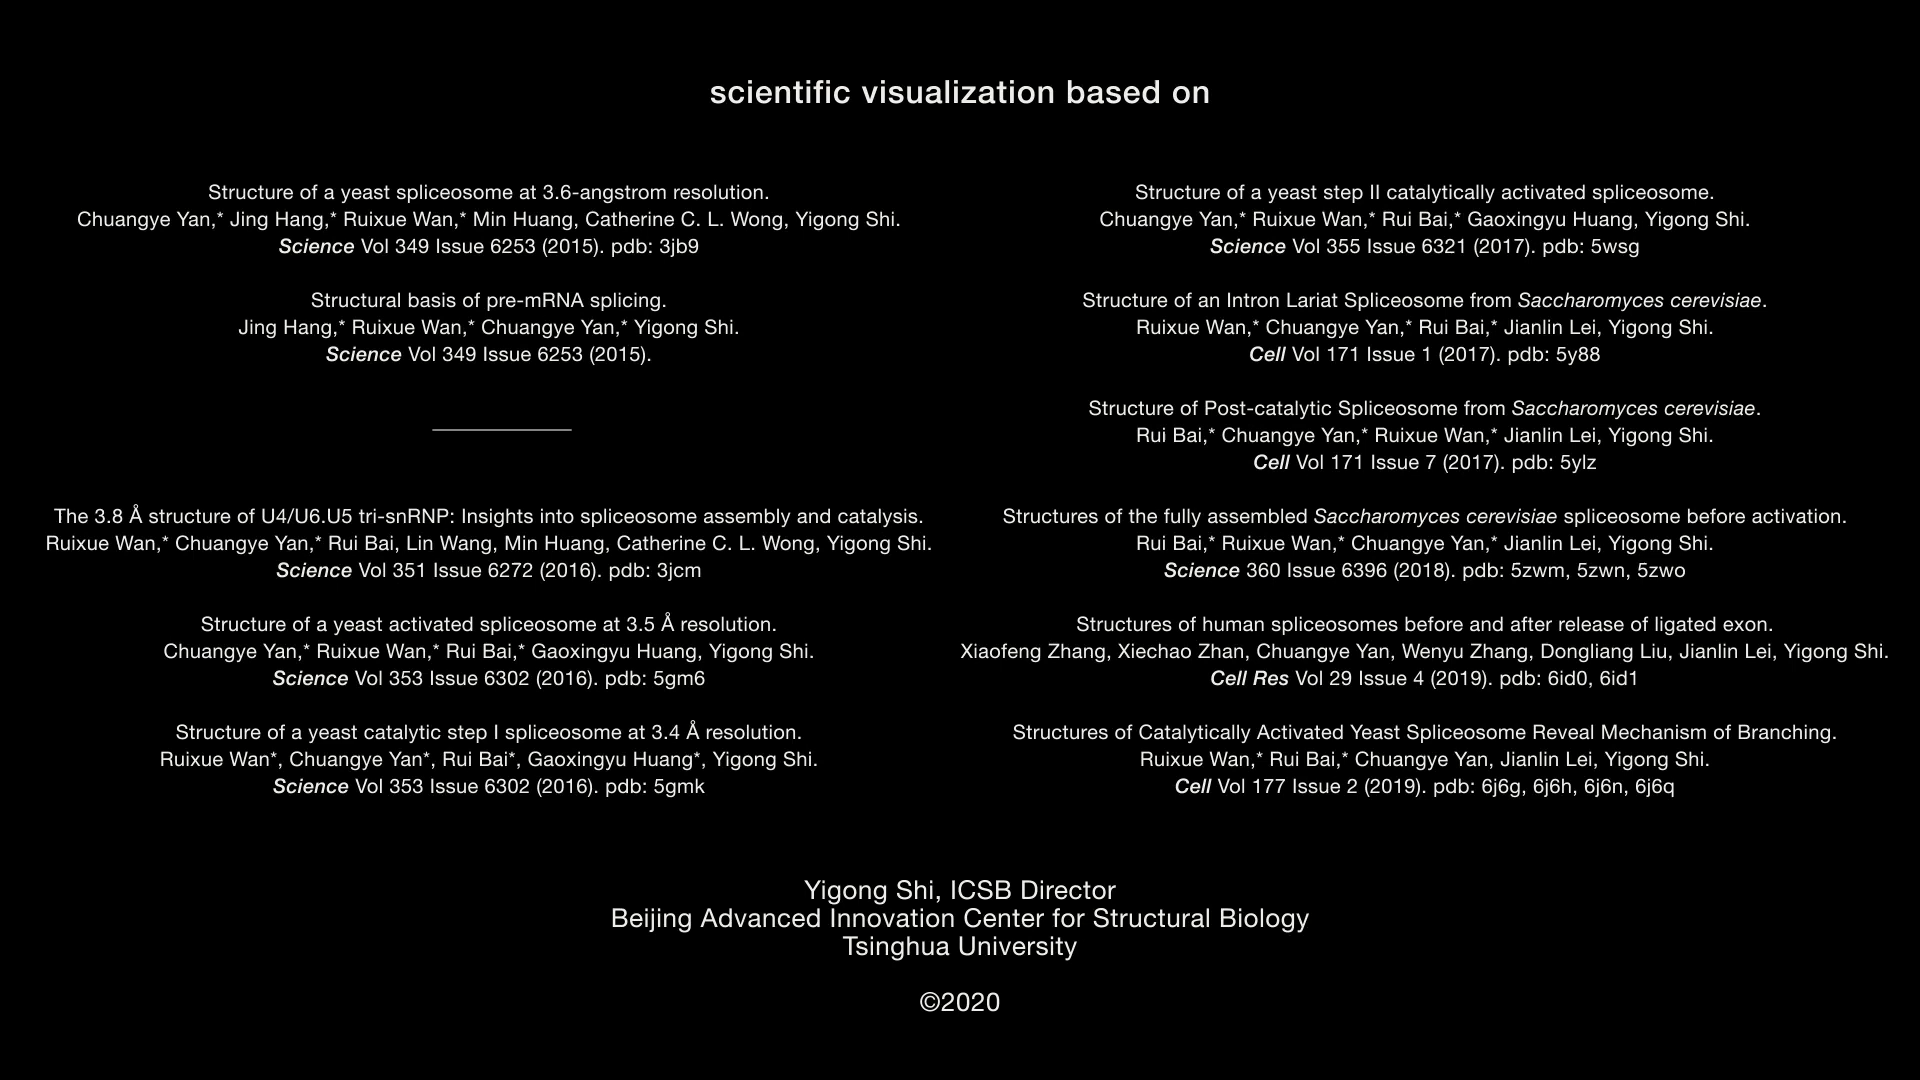 scientific visualization based on
Structure of a yeast spliceosome at 3.6-angstrom resolution.
Chuangye Yan,* Jing Hang,* Ruixue Wan,* Min Huang, Catherine C. L. Wong, Yigong Shi.
Science Vol 349 Issue 6253 (2015). pdb: 3jb9
Structural basis of pre-mRNA splicing.
Jing Hang,* Ruixue Wan,* Chuangye Yan,* Yigong Shi.
Science Vol 349 Issue 6253 (2015).
The 3.8 Å structure of U4/U6.U5 tri-snRNP: Insights into spliceosome assembly and catalysis.
Ruixue Wan,* Chuangye Yan,* Rui Bai, Lin Wang, Min Huang, Catherine C. L. Wong, Yigong Shi.
Science Vol 351 Issue 6272 (2016). pdb: 3jcm
Structure of a yeast activated spliceosome at 3.5 Å resolution.
Chuangye Yan,* Ruixue Wan,* Rui Bai,* Gaoxingyu Huang, Yigong Shi.
Science Vol 353 Issue 6302 (2016). pdb: 5gm6
Structure of a yeast catalytic step I spliceosome at 3.4 Å resolution.
Ruixue Wan*, Chuangye Yan*, Rui Bai*, Gaoxingyu Huang*, Yigong Shi.
Science Vol 353 Issue 6302 (2016). pdb: 5gmk
Structure of a yeast step II catalytically activated spliceosome.
Chuangye Yan,* Ruixue Wan,* Rui Bai,* Gaoxingyu Huang, Yigong Shi.
Science Vol 355 Issue 6321 (2017). pdb: 5wsg
Structure of an Intron Lariat Spliceosome from Saccharomyces cerevisiae.
Ruixue Wan,* Chuangye Yan,* Rui Bai,* Jianlin Lei, Yigong Shi.
Cell Vol 171 Issue 1 (2017). pdb: 5y88
Structure of Post-catalytic Spliceosome from Saccharomyces cerevisiae.
Rui Bai,* Chuangye Yan,* Ruixue Wan,* Jianlin Lei, Yigong Shi.
Cell Vol 171 Issue 7 (2017). pdb: 5ylz
Structures of the fully assembled Saccharomyces cerevisiae spliceosome before activation.
Rui Bai,* Ruixue Wan,* Chuangye Yan,* Jianlin Lei, Yigong Shi.
Science 360 Issue 6396 (2018). pdb: 5zwm, 5zwn, 5zwo
Structures of human spliceosomes before and after release of ligated exon.
Xiaofeng Zhang, Xiechao Zhan, Chuangye Yan, Wenyu Zhang, Dongliang Liu, Jianlin Lei, Yigong Shi.
Cell Res Vol 29 Issue 4 (2019). pdb: 6id0, 6id1
Structures of Catalytically Activated Yeast Spliceosome Reveal Mechanism of Branching.
Ruixue Wan,* Rui Bai,* Chuangye Yan, Jianlin Lei, Yigong Shi.
Cell Vol 177 Issue 2 (2019). pdb: 6j6g, 6j6h, 6j6n, 6j6q
Yigong Shi, ICSB Director
Beijing Advanced Innovation Center for Structural Biology
Tsinghua University
©2020